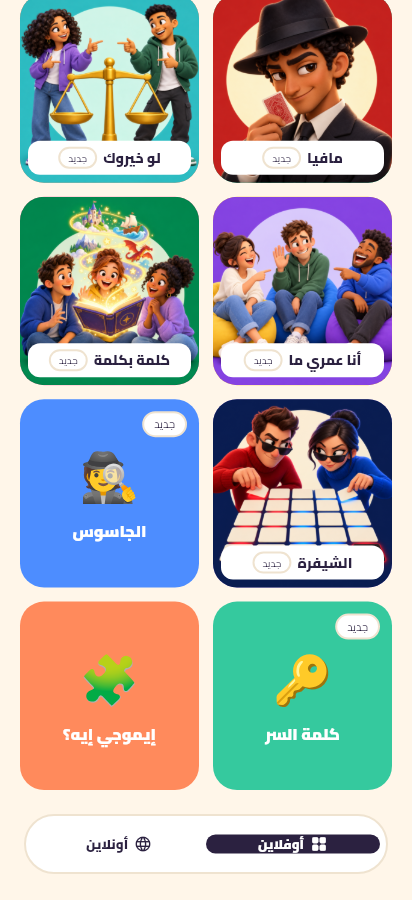 مافيا جديد
لو خيروك جديد
أنا عمري ما جديد
كلمة بكلمة جديد
الشيفرة جديد
جديد
الجاسوس
جديد
كلمة السر
إيموجي إيه؟
أوفلاين
أونلاين